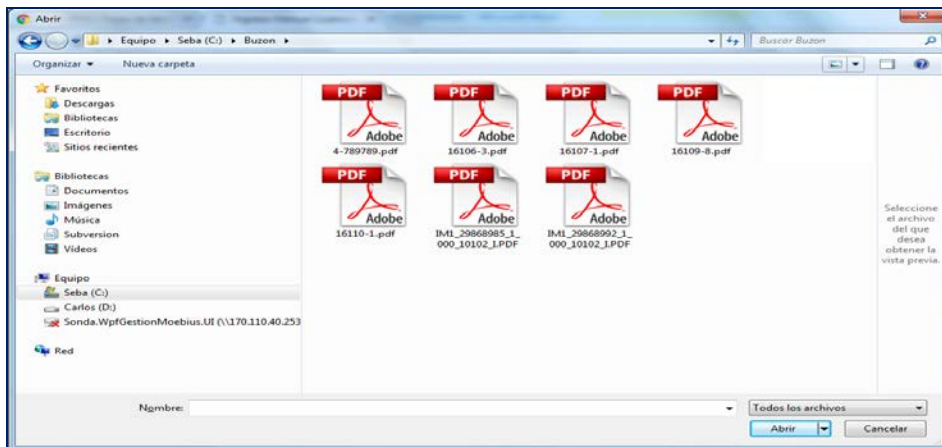 Abrir
Equipo ▸ Seba (C:) ▸ Buzon ▸
Buscar Buzon
Organizar
Nueva carpeta
Favoritos
Descargas
Bibliotecas
Escritorio
Sitios recientes
Bibliotecas
Documentos
Imágenes
Música
Subversion
Vídeos
Equipo
Seba (C:)
Carlos (D:)
Sonda.WpfGestionMoebius.UI (\\170.110.40.253
Red
PDF
Adobe
4-789789.pdf
PDF
Adobe
16106-3.pdf
PDF
Adobe
16107-1.pdf
PDF
Adobe
16109-8.pdf
PDF
Adobe
16110-1.pdf
PDF
Adobe
IM1_29868985_1_
000_10102_I.PDF
PDF
Adobe
IM1_29868992_1_
000_10102_I.PDF
Seleccione
el archivo
del que
desea
obtener la
vista previa.
Nombre:
Todos los archivos
Abrir
Cancelar